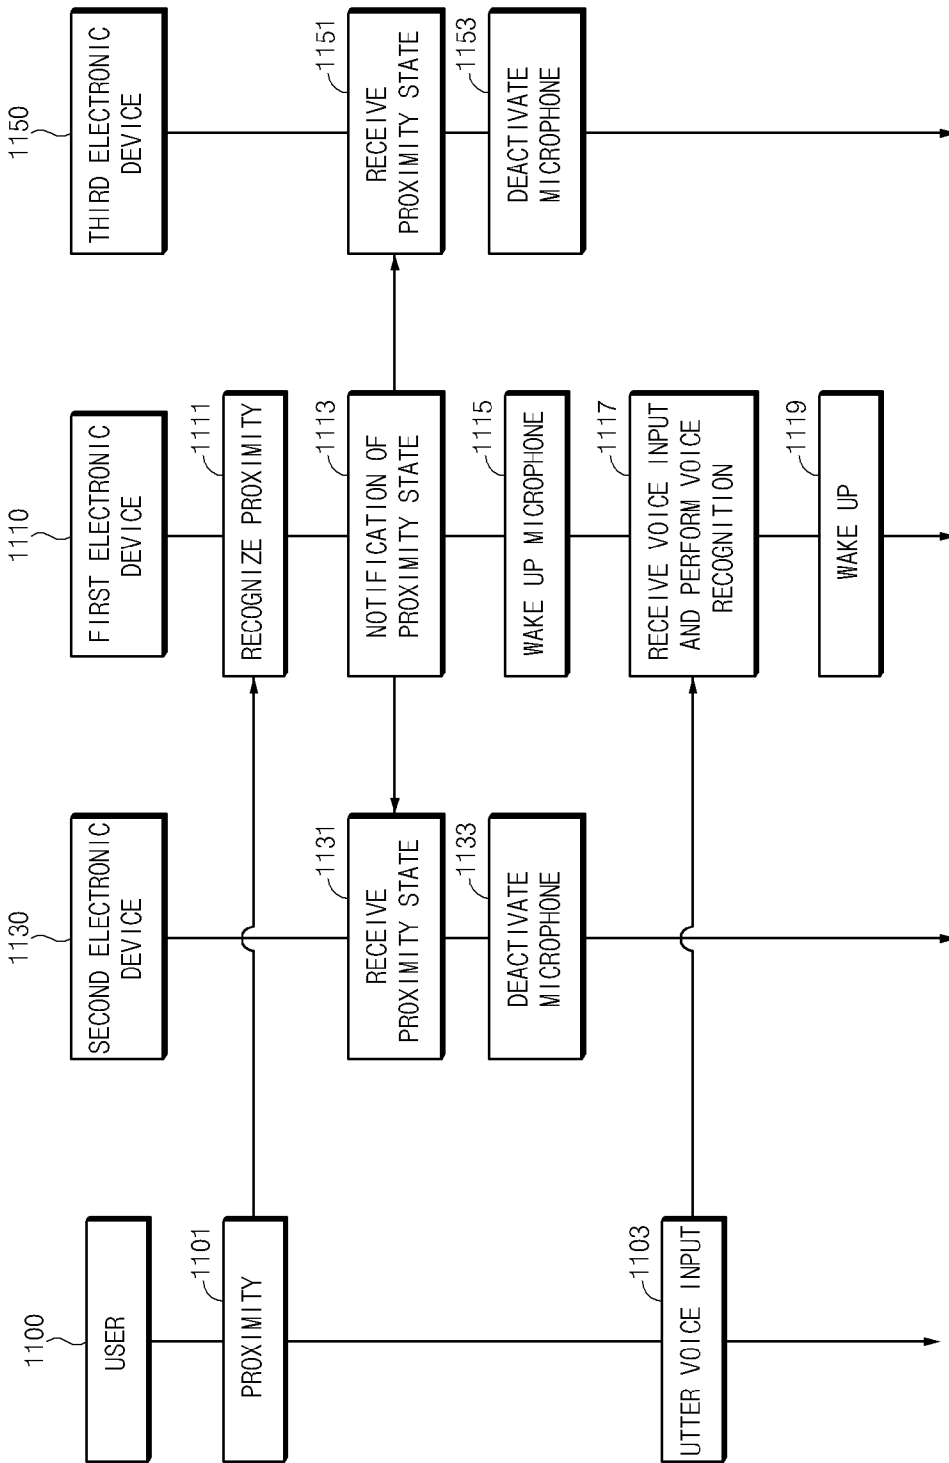 1100
USER
1101
PROXIMITY
1103
UTTER VOICE INPUT
1130
SECOND ELECTRONIC
DEVICE
1131
RECEIVE
PROXIMITY STATE
1133
DEACTIVATE
MICROPHONE
1110
FIRST ELECTRONIC
DEVICE
1111
RECOGNIZE PROXIMITY
1113
NOTIFICATION OF
PROXIMITY STATE
1115
WAKE UP MICROPHONE
1117
RECEIVE VOICE INPUT
AND PERFORM VOICE
RECOGNITION
1119
WAKE UP
1150
THIRD ELECTRONIC
DEVICE
1151
RECEIVE
PROXIMITY STATE
1153
DEACTIVATE
MICROPHONE